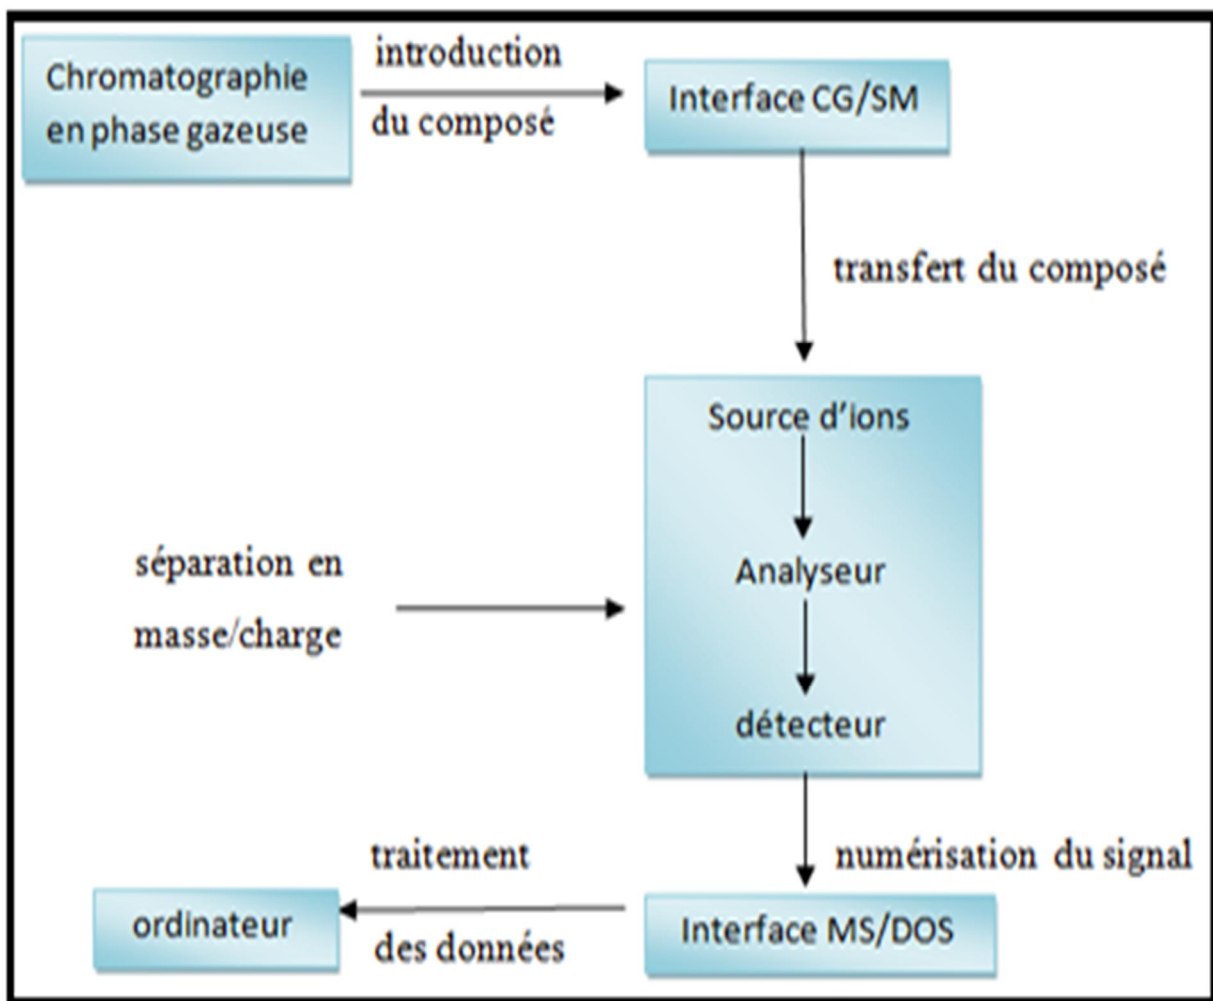 Chromatographie
en phase gazeuse
introduction
du composé
Interface CG/SM
transfert du composé
Source d'ions
Analyseur
détecteur
séparation en
masse/charge
numérisation du signal
Interface MS/DOS
traitement
des données
ordinateur